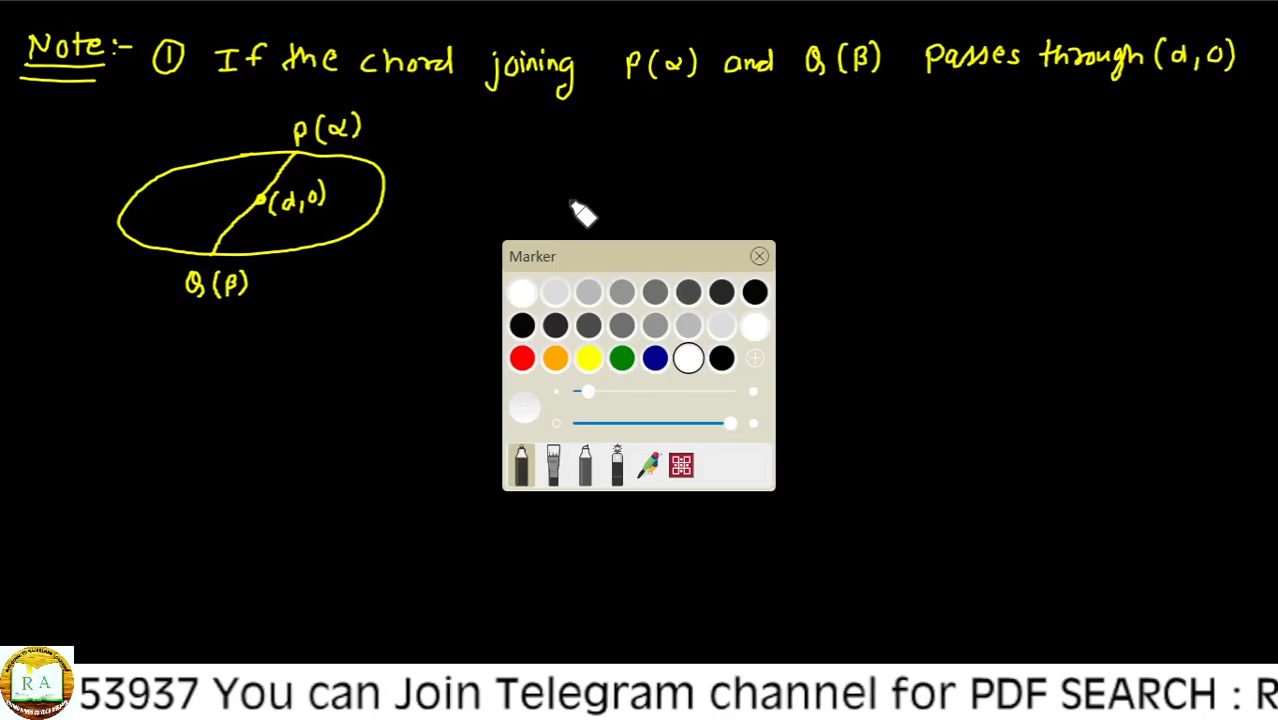 Note:- ① If the chord joining P(α) and Q(β) passes through (d,0)
P(α)
(d,0)
Q(β)
Marker
R A
53937 You can Join Telegram channel for PDF SEARCH : R